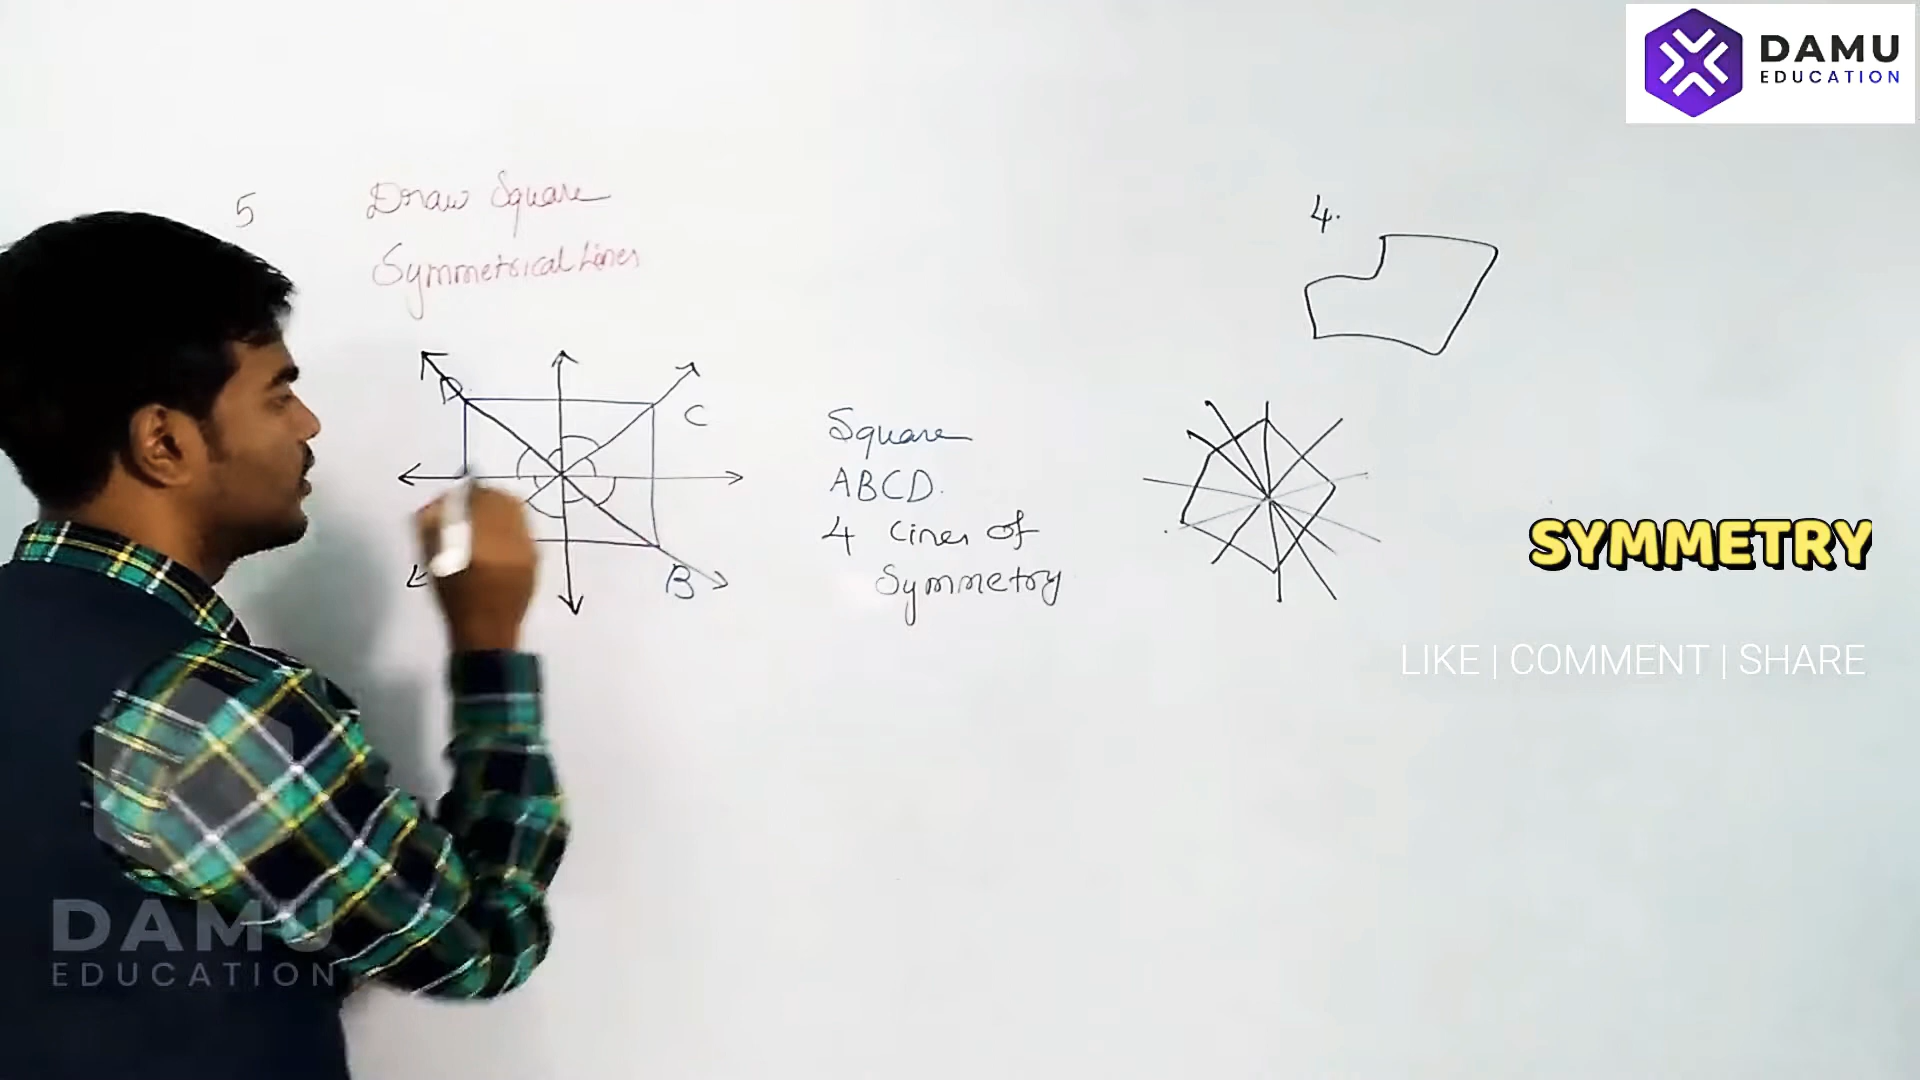 DAMU
EDUCATION
5
Draw Square
Symmetrical Lines
4.
D
C
B
Square
ABCD.
4 Lines of
Symmetry
SYMMETRY
LIKE | COMMENT | SHARE
DAMU
EDUCATION